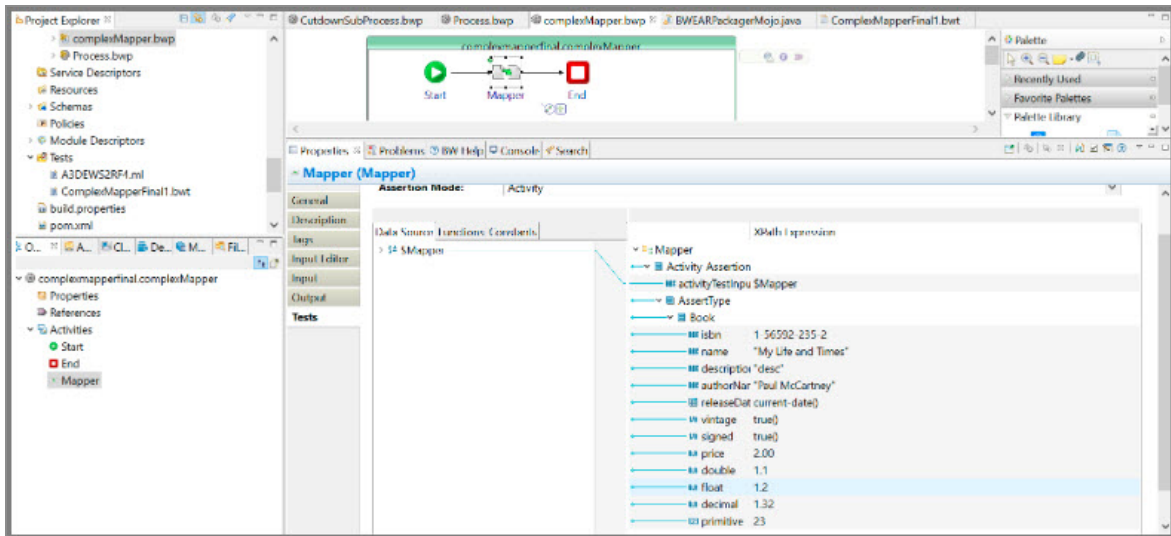 Project Explorer
complexMapper.bwp
Process.bwp
Service Descriptors
Resources
Schemas
Policies
Module Descriptors
Tests
A3DEWS2RF4.ml
ComplexMapperFinal1.bwt
build.properties
pom.xml
O... A... Cl... De... M... Fil...
complexmapperfinal.complexMapper
Properties
References
Activities
Start
End
Mapper
CutdownSubProcess.bwp Process.bwp complexMapper.bwp BWEARPackagerMojo.java ComplexMapperFinal1.bwt
complexmapperfinal.complexMapper
Start Mapper End
Palette
Recently Used
Favorite Palettes
Palette Library
Properties Problems BW Help Console Search
Mapper (Mapper)
General
Description
Tags
Input Editor
Input
Output
Tests
Assertion Mode: Activity
Data Source Functions Constants
$Mapper
XPath Expression
Mapper
Activity Assertion
activityTestInpu $Mapper
AssertType
Book
isbn 1-56592-235-2
name "My Life and Times"
description "desc"
authorNar "Paul McCartney"
releaseDat current-date()
vintage true()
signed true()
price 2.00
double 1.1
float 1.2
decimal 1.32
primitive 23